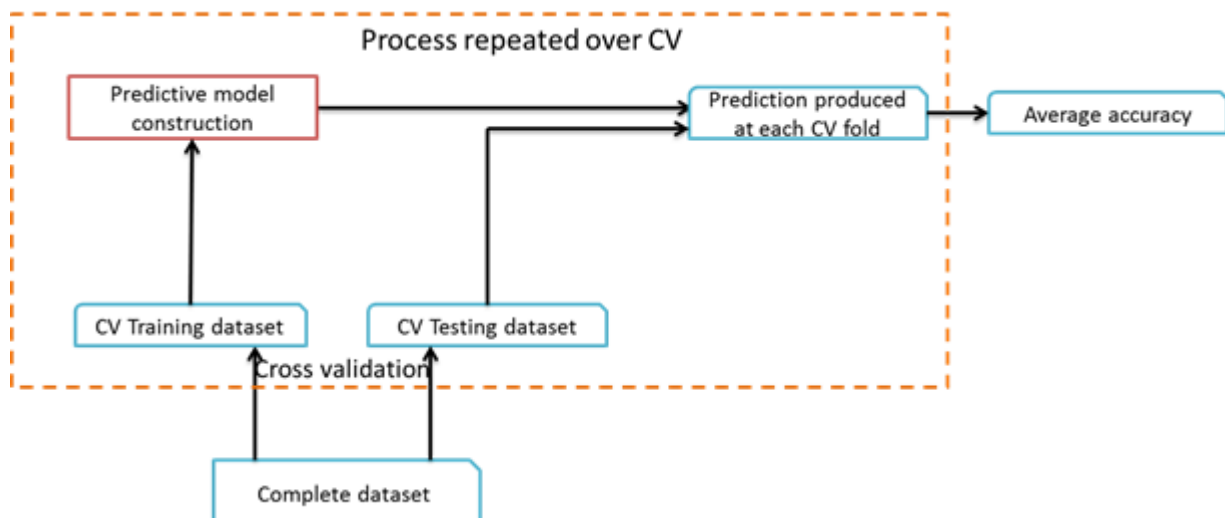 Process repeated over CV
Predictive model
construction
Prediction produced
at each CV fold
Average accuracy
CV Training dataset
CV Testing dataset
Cross validation
Complete dataset